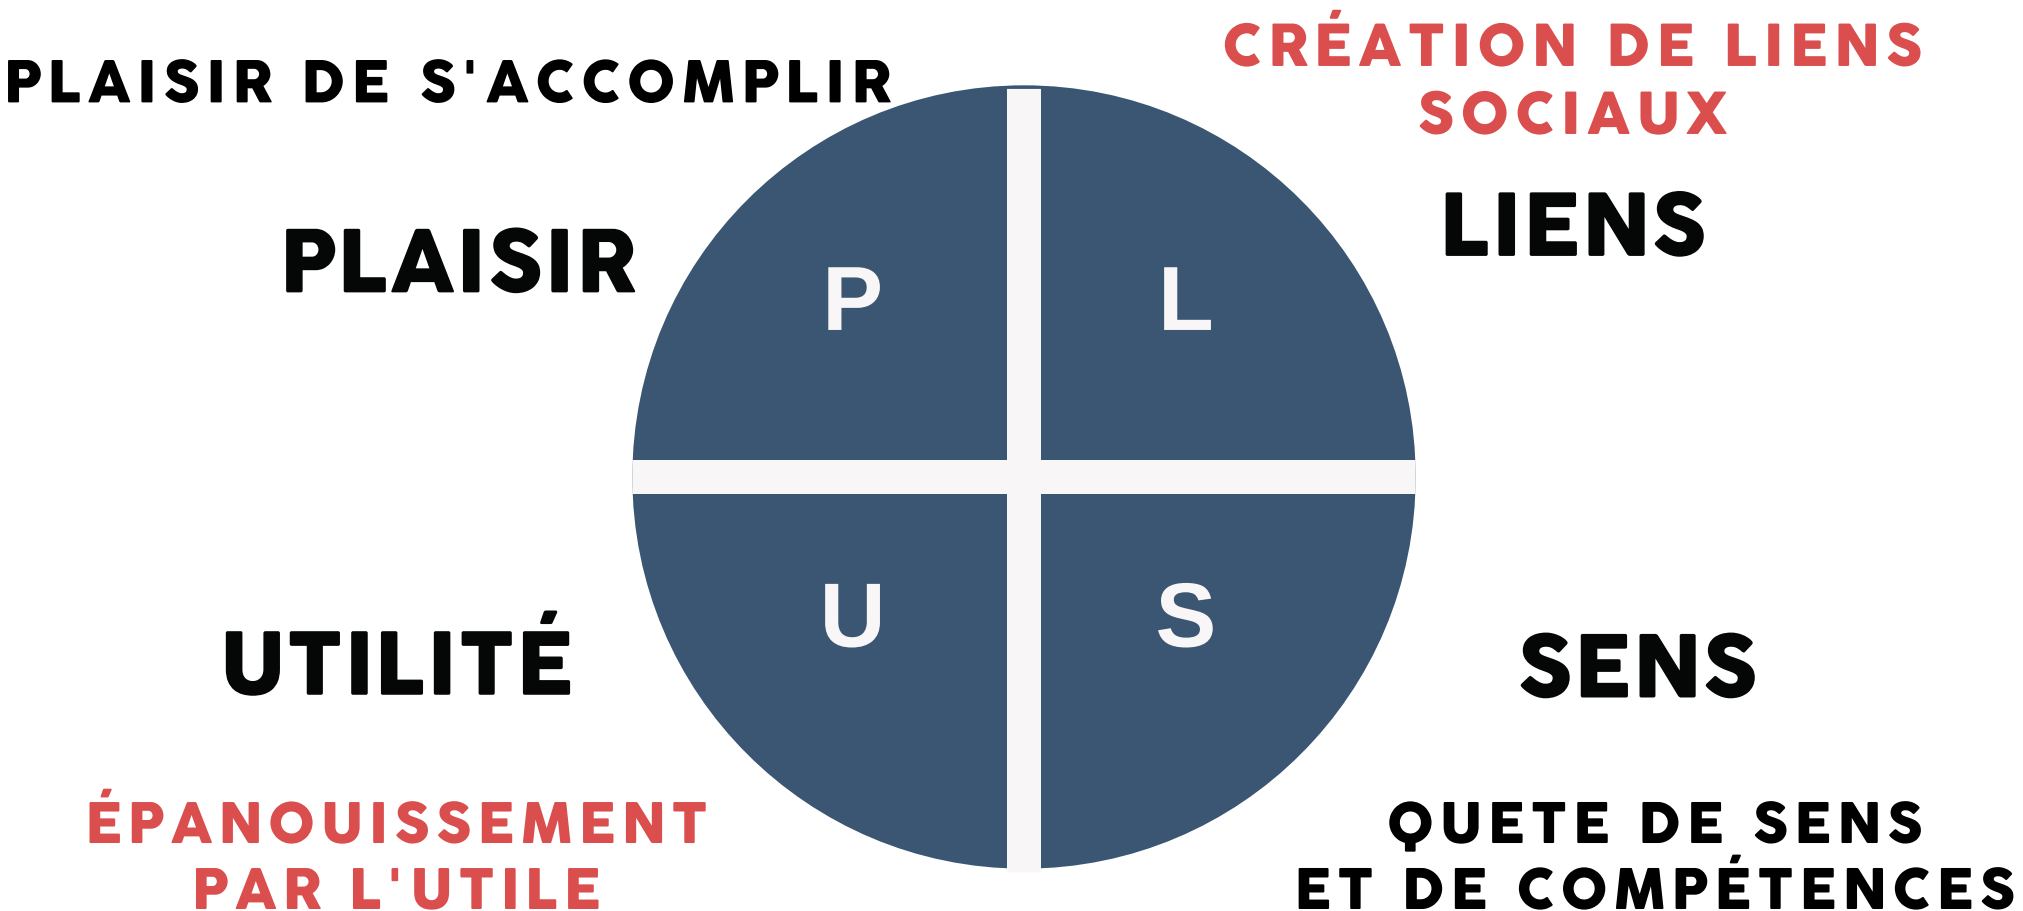 PLAISIR DE S'ACCOMPLIR
PLAISIR
CRÉATION DE LIENS
SOCIAUX
LIENS
P
L
U
S
UTILITÉ
ÉPANOUISSEMENT
PAR L'UTILE
SENS
QUETE DE SENS
ET DE COMPÉTENCES